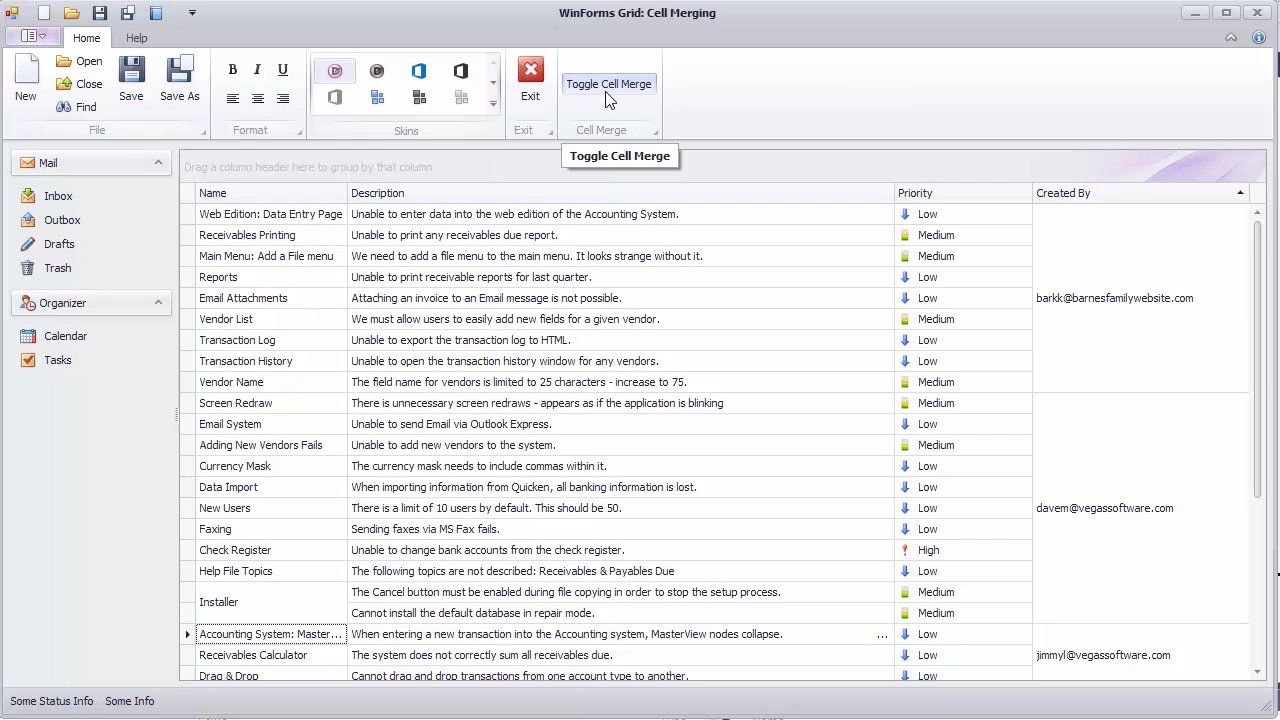 WinForms Grid: Cell Merging
Home Help
New Open Close Find Save Save As
B I U
Exit
Toggle Cell Merge
File Format Skins Exit Cell Merge
Toggle Cell Merge
Mail
Inbox
Outbox
Drafts
Trash
Organizer
Calendar
Tasks
Drag a column header here to group by that column
Name Description Priority Created By
Web Edition: Data Entry Page Unable to enter data into the web edition of the Accounting System. Low
Receivables Printing Unable to print any receivables due report. Medium
Main Menu: Add a File menu We need to add a file menu to the main menu. It looks strange without it. Medium
Reports Unable to print receivable reports for last quarter. Low
Email Attachments Attaching an invoice to an Email message is not possible. Low barkk@barnesfamilywebsite.com
Vendor List We must allow users to easily add new fields for a given vendor. Medium
Transaction Log Unable to export the transaction log to HTML. Low
Transaction History Unable to open the transaction history window for any vendors. Low
Vendor Name The field name for vendors is limited to 25 characters - increase to 75. Medium
Screen Redraw There is unnecessary screen redraws - appears as if the application is blinking Medium
Email System Unable to send Email via Outlook Express. Low
Adding New Vendors Fails Unable to add new vendors to the system. Medium
Currency Mask The currency mask needs to include commas within it. Low
Data Import When importing information from Quicken, all banking information is lost. Low
New Users There is a limit of 10 users by default. This should be 50. Low davem@vegassoftware.com
Faxing Sending faxes via MS Fax fails. Low
Check Register Unable to change bank accounts from the check register. High
Help File Topics The following topics are not described: Receivables & Payables Due Low
Installer The Cancel button must be enabled during file copying in order to stop the setup process. Medium
Cannot install the default database in repair mode. Medium
Accounting System: Master... When entering a new transaction into the Accounting system, MasterView nodes collapse. ... Low
Receivables Calculator The system does not correctly sum all receivables due. Low jimmyl@vegassoftware.com
Drag & Drop Cannot drag and drop transactions from one account type to another. Low
Some Status Info Some Info